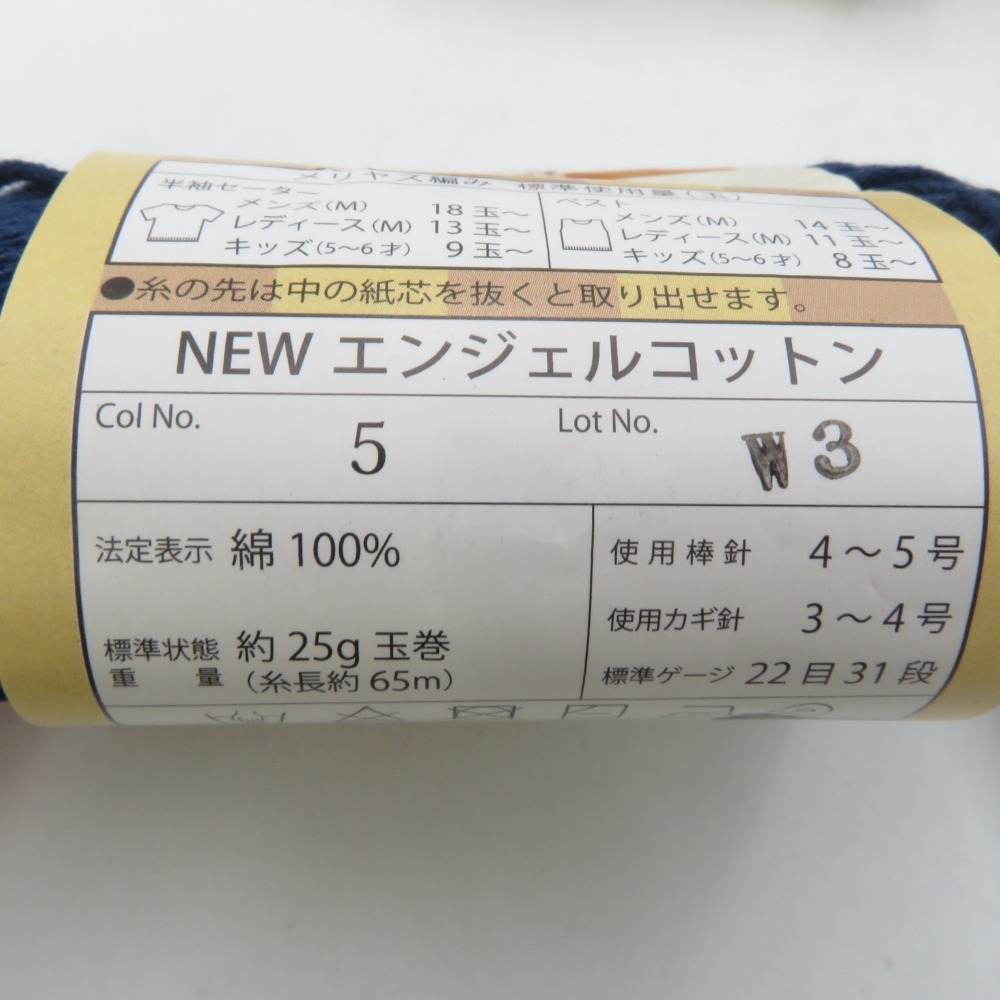 メリヤス編み 標準使用量(玉)
半袖セーター
メンズ(M) 18玉~
レディース(M) 13玉~
キッズ(5~6才) 9玉~
ベスト
メンズ(M) 14玉~
レディース(M) 11玉~
キッズ(5~6才) 8玉~
●糸の先は中の紙芯を抜くと取り出せます。
NEW エンジェルコットン
Col No. 5
Lot No. W3
法定表示 綿 100%
標準状態重量 約 25g 玉巻
(糸長約 65m)
使用棒針 4~5号
使用カギ針 3~4号
標準ゲージ 22目31段